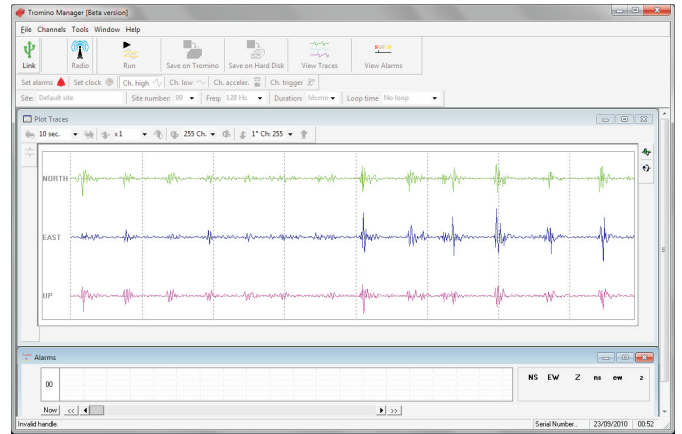 Tromino Manager [Beta version]
File Channels Tools Window Help
Link Radio Run Save on Tromino Save on Hard Disk View Traces View Alarms
Set alarms Set clock Ch. high Ch. low Ch. acceler. Ch. trigger
Site: Default site Site number: 00 Freq: 128 Hz Duration: hhmm Loop time No loop
Plot Traces
10 sec. x1 255 Ch. 1° Ch: 255
NORTH
EAST
UP
Alarms
00 NS EW Z ns ew z
Now << >>
Invalid handle. Serial Number.. 23/09/2010 00:52